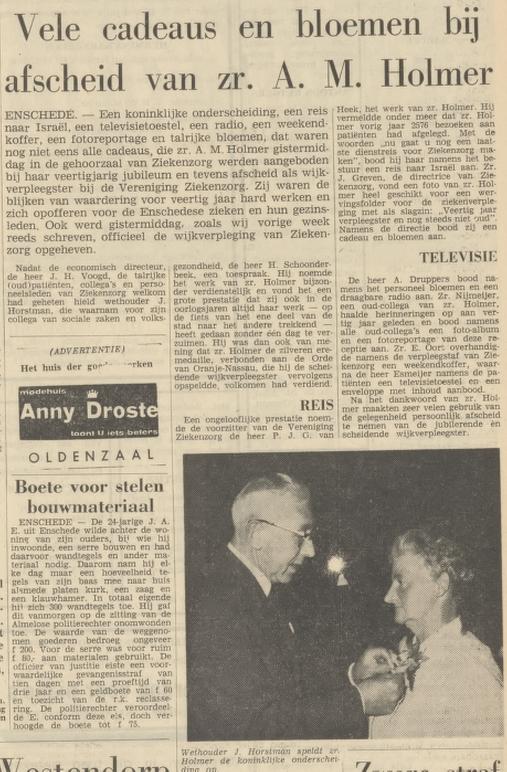 Vele cadeaus en bloemen bij
afscheid van zr. A. M. Holmer
ENSCHEDE. — Een koninklijke onderscheiding, een reis
naar Israël, een televisietoestel, een radio, een weekend-
koffer, een fotoreportage en talrijke bloemen, dat waren
nog niet eens alle cadeaus, die zr. A. M. Holmer gistermid-
dag in de gehoorzaal van Ziekenzorg werden aangeboden
bij haar veertigjarig jubileum en tevens afscheid als wijk-
verpleegster bij de Vereniging Ziekenzorg. Zij waren de
blijken van waardering voor veertig jaar hard werken en
zich opofferen voor de Enschedese zieken en hun gezins-
leden. Ook werd gistermiddag, zoals wij vorige week
reeds schreven, officieel de wijkverpleging van Zieken-
zorg opgeheven.
Nadat de economisch directeur,
de heer J. H. Voogd, de talrijke
(oud)patiënten, collega's en perso-
neelsleden van Ziekenzorg welkom
had geheten hield wethouder J.
Horstman, die waarnam voor zijn
collega van sociale zaken en volks-
gezondheid, de heer H. Schoonder-
beek, een toespraak. Hij noemde
het werk van zr. Holmer bijzon-
der verdienstelijk en vond het een
grote prestatie dat zij ook in de
oorlogsjaren altijd haar werk — op
de fiets van het ene deel van de
stad naar het andere trekkend —
heeft gedaan zonder één dag te ver-
zuimen. Hij was dan ook van me-
ning dat zr. Holmer de zilveren ere-
medaille, verbonden aan de Orde
van Oranje-Nassau, die hij de schei-
dende wijkverpleegster vervolgens
opspeldde, volkomen had verdiend.
REIS
Een ongelooflijke prestatie noem-
de de voorzitter van de Vereniging
Ziekenzorg de heer P. J. G. van
Heek, het werk van zr. Holmer. Hij
vermeldde onder meer dat zr. Hol-
mer vorig jaar 2576 bezoeken aan
patiënten had afgelegd. Met de
woorden „nu gaat u nog een laat-
ste dienstreis voor Ziekenzorg ma-
ken", bood hij haar namens het be-
stuur een reis naar Israël aan. Zr.
J. Greven, de directrice van Zie-
kenzorg, vond een foto van zr. Hol-
mer heel geschikt voor een wer-
vingsfolder voor de ziekenverple-
ging met als slagzin: „Veertig jaar
verpleegster en nog steeds niet oud".
Namens de directie bood zij een
cadeau en bloemen aan.
TELEVISIE
De heer A. Druppers bood na-
mens het personeel bloemen en een
draagbare radio aan. Zr. Nijmeijer,
een oud-collega van zr. Holmer,
haalde herinneringen op aan ver-
tig jaar geleden en bood namens
alle oud-collega's een foto-album
en een fotoreportage van deze re-
ceptie aan. Zr. E. Oort overhandig-
de namens de verpleegstaf van Zie-
kenzorg een weekendkoffer, waar-
na de heer Esmeijer namens de pa-
tiënten een televisietoestel en een
enveloppe met inhoud aanbood.
Na het dankwoord van zr. Hol-
mer maakten zeer velen gebruik van
de gelegenheid persoonlijk afscheid
te nemen van de jubilerende en
scheidende wijkverpleegster.
(ADVERTENTIE)
Het huis der
modehuis
Anny Droste
toont U iets beters
OLDENZAAL
Boete voor stelen
bouwmateriaal
ENSCHEDE — De 24-jarige J. A.
E. uit Enschede wilde achter de wo-
ning van zijn ouders, bij wie hij
inwoonde, een serre bouwen en had
daarvoor wandtegels en ander ma-
teriaal nodig. Daarom nam hij el-
ke dag maar een hoeveelheid te-
gels van zijn baas mee naar huis
alsmede platen kurk, een zaag en
een klauwhamer. In totaal eigende
hij zich 300 wandtegels toe. Hij gaf
dit vanmorgen op de zitting van de
Almelose politierechter onomwonden
toe. De waarde van de weggeno-
men goederen bedroeg ongeveer
f 200. Voor de serre was voor ruim
f 80,- aan materialen gebruikt. De
officier van justitie eiste een voor-
waardelijke gevangenisstraf van
tien dagen met een proeftijd van
drie jaar en een geldboete van f 60
en toezicht van de r.k. reclasse-
ring. De politierechter veroordeel-
de E. conform deze eis, doch ver-
hoogde de boete tot f 75.
Wethouder J. Horstman speldt zr.
Holmer de koninklijke onderschei-
ding op
Westendorp
straf